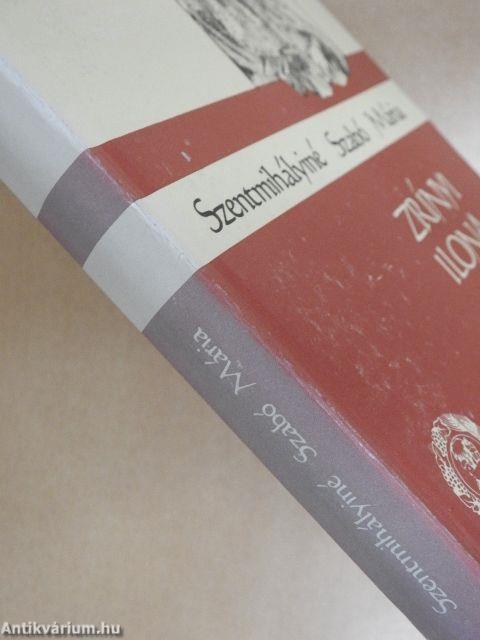 Szentmihályiné Szabó Mária
ZRÍNYI
ILONA
Szentmihályiné Szabó Mária
Antikvárium.hu